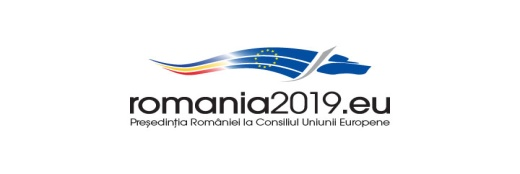 romania2019.eu
Președinția României la Consiliul Uniunii Europene